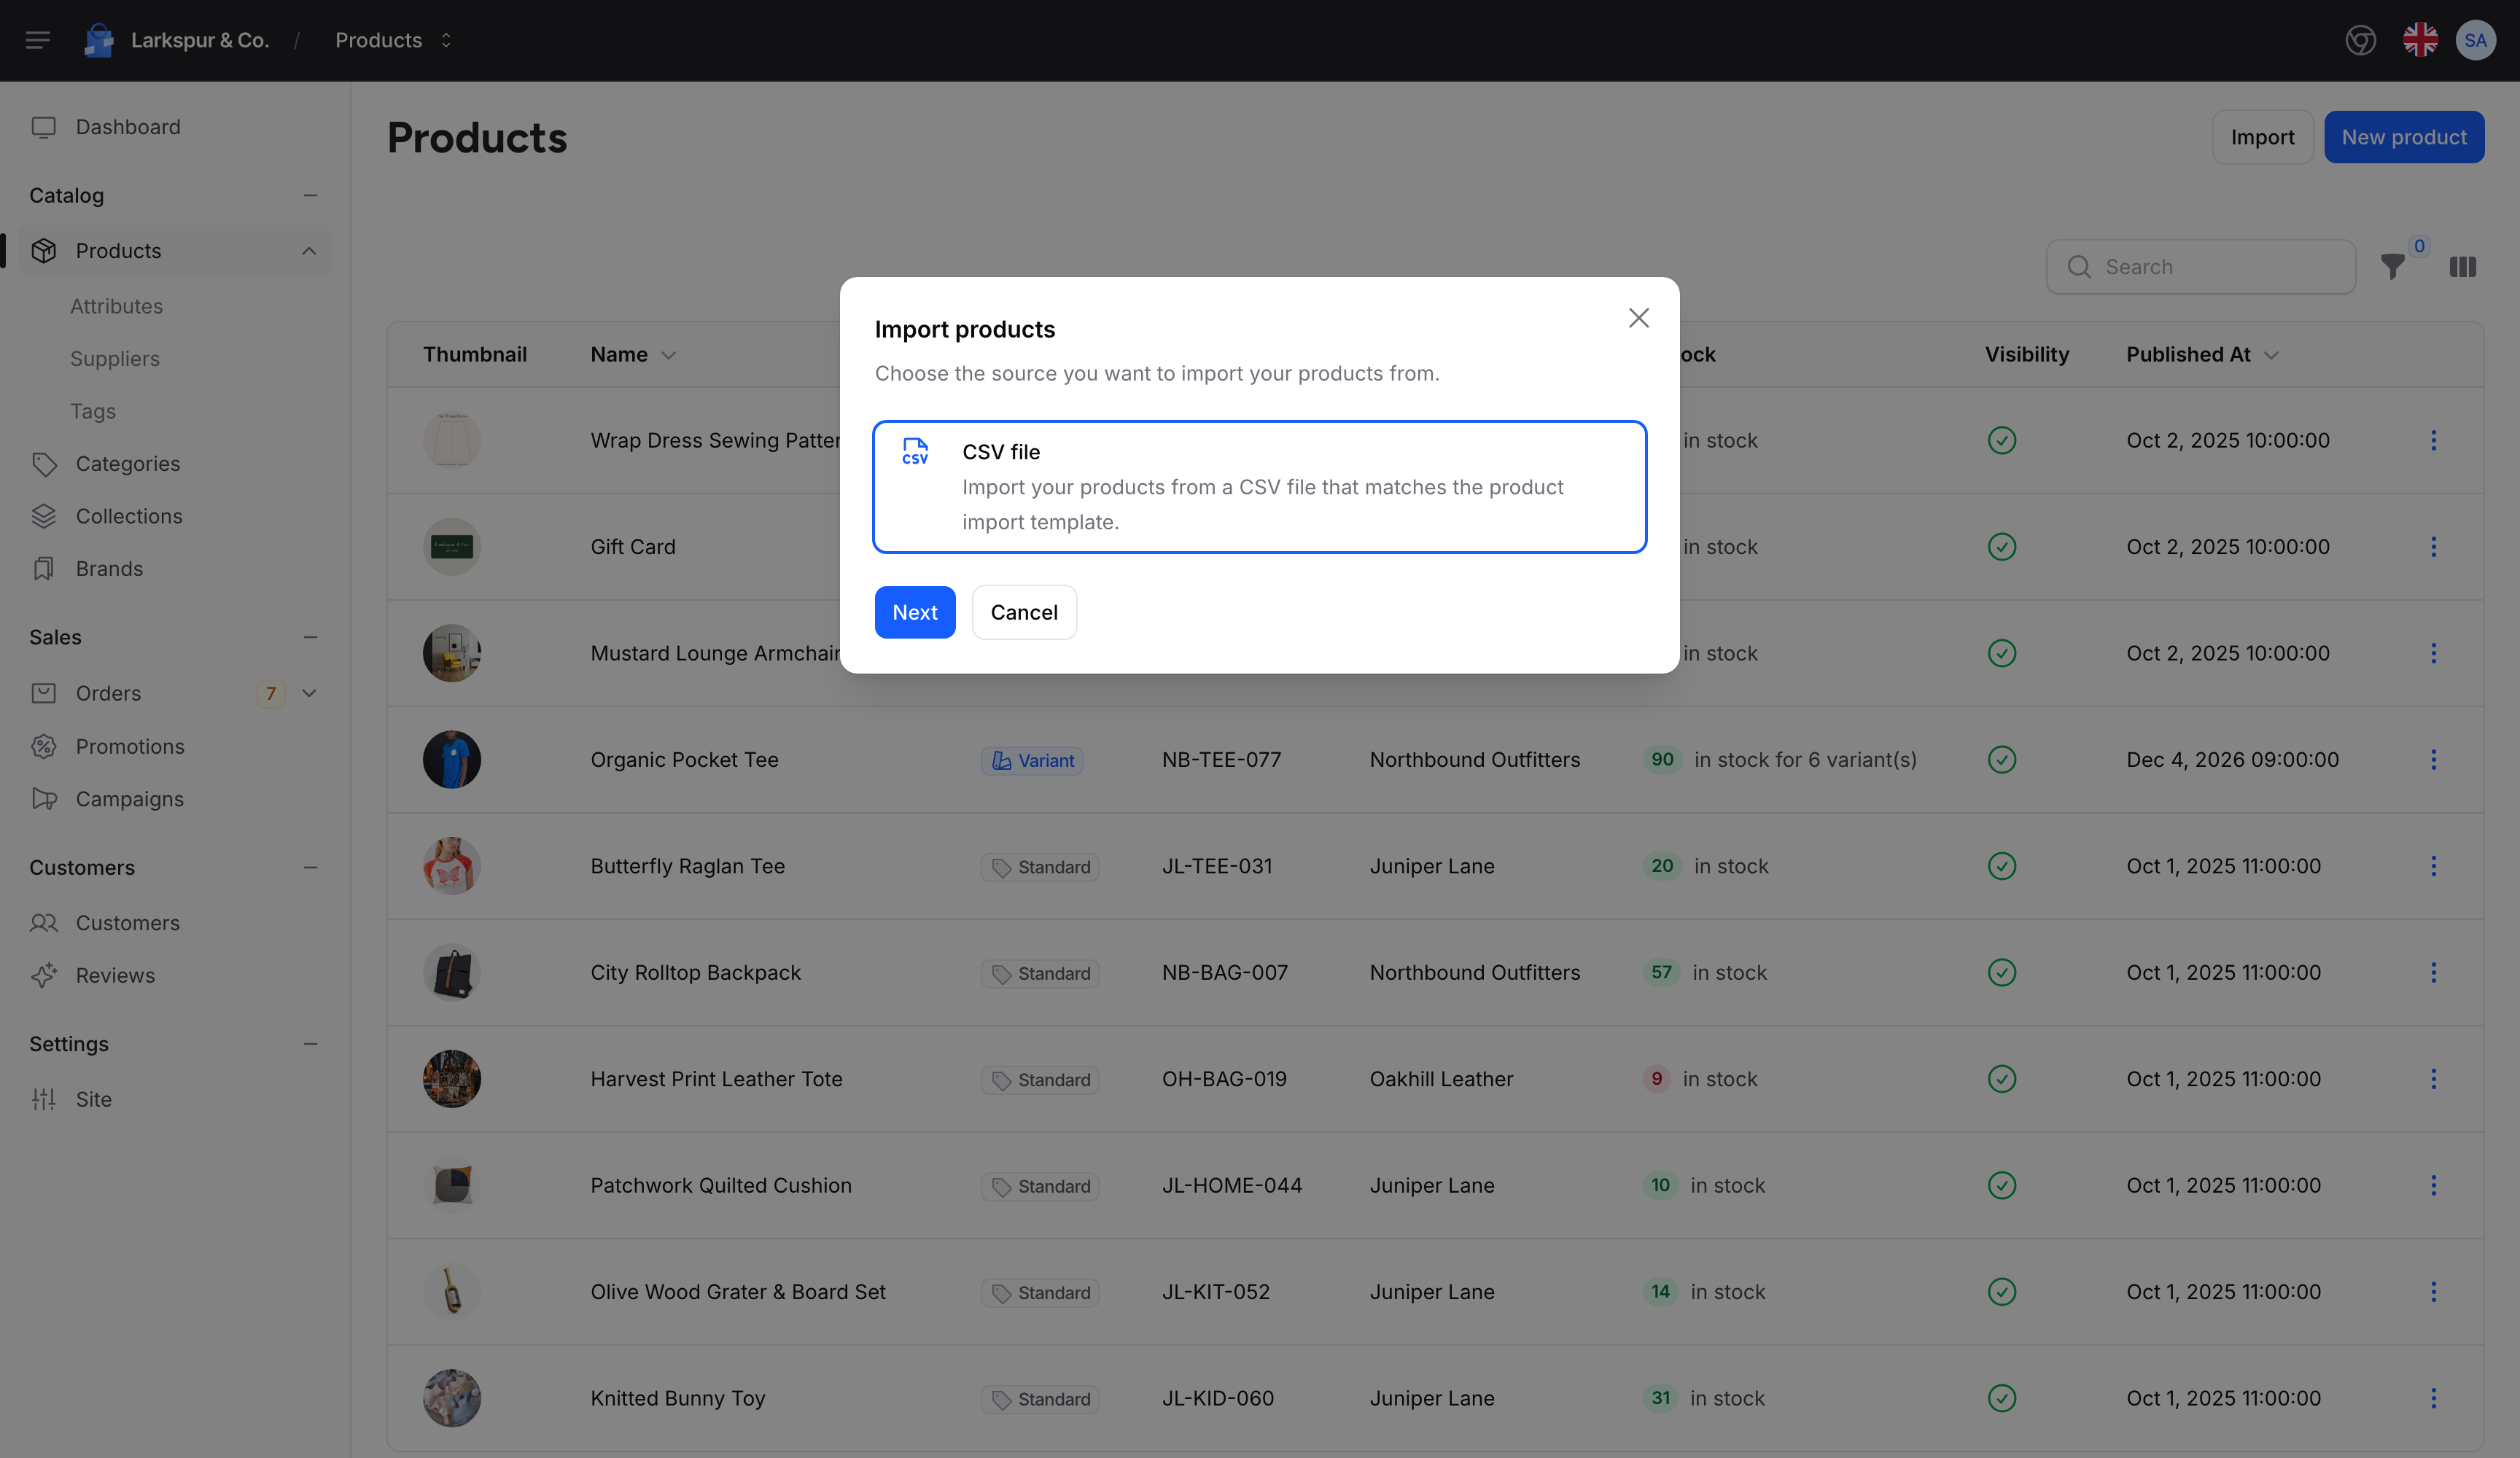 Larkspur & Co. / Products
SA
Dashboard
Catalog
Products
Attributes
Suppliers
Tags
Categories
Collections
Brands
Sales
Orders 7
Promotions
Campaigns
Customers
Customers
Reviews
Settings
Site
Products
Import New product
Search 0
Thumbnail Name ock Visibility Published At
Wrap Dress Sewing Patter in stock Oct 2, 2025 10:00:00
Gift Card in stock Oct 2, 2025 10:00:00
Mustard Lounge Armchair in stock Oct 2, 2025 10:00:00
Organic Pocket Tee Variant NB-TEE-077 Northbound Outfitters 90 in stock for 6 variant(s) Dec 4, 2026 09:00:00
Butterfly Raglan Tee Standard JL-TEE-031 Juniper Lane 20 in stock Oct 1, 2025 11:00:00
City Rolltop Backpack Standard NB-BAG-007 Northbound Outfitters 57 in stock Oct 1, 2025 11:00:00
Harvest Print Leather Tote Standard OH-BAG-019 Oakhill Leather 9 in stock Oct 1, 2025 11:00:00
Patchwork Quilted Cushion Standard JL-HOME-044 Juniper Lane 10 in stock Oct 1, 2025 11:00:00
Olive Wood Grater & Board Set Standard JL-KIT-052 Juniper Lane 14 in stock Oct 1, 2025 11:00:00
Knitted Bunny Toy Standard JL-KID-060 Juniper Lane 31 in stock Oct 1, 2025 11:00:00
Import products
Choose the source you want to import your products from.
CSV
CSV file
Import your products from a CSV file that matches the product
import template.
Next Cancel